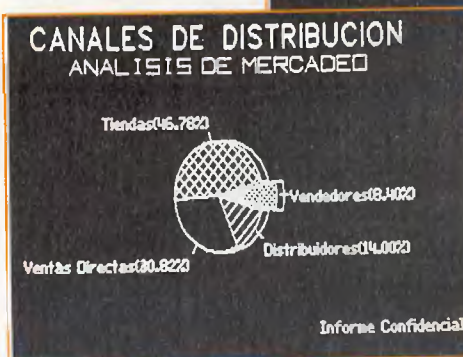 CANALES DE DISTRIBUCION
ANALISIS DE MERCADEO
Tiendas(46.78%)
Vendedores(8.40%)
Distribuidores(14.00%)
Ventas Directas(30.82%)
Informe Confidencial